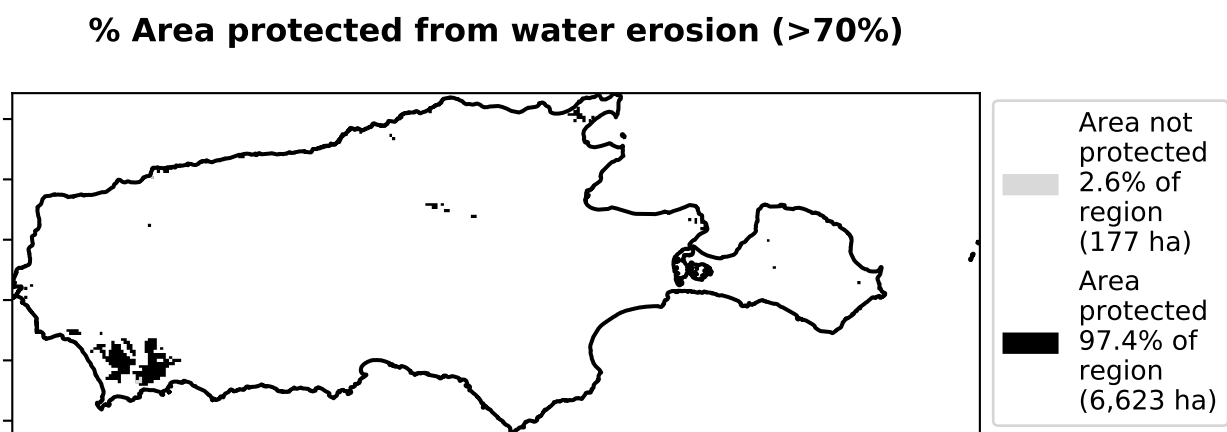 % Area protected from water erosion (>70%)
Area not
protected
2.6% of
region
(177 ha)
Area
protected
97.4% of
region
(6,623 ha)